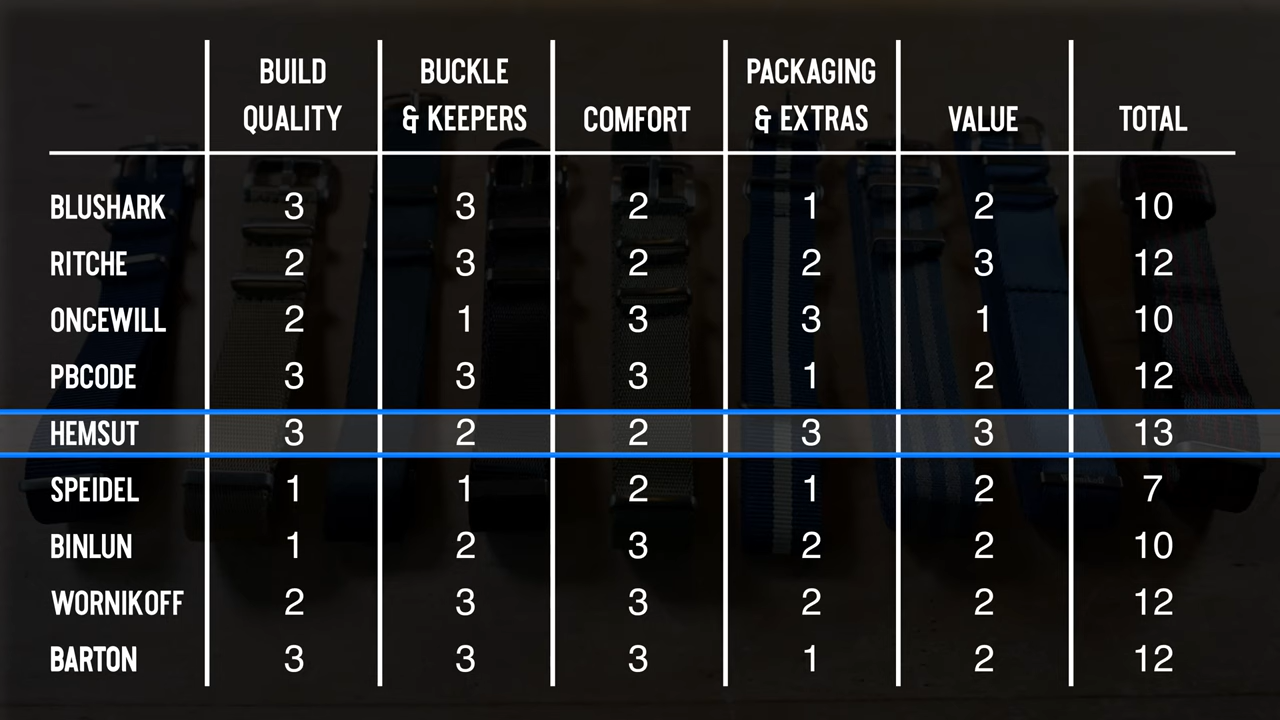 BUILD QUALITY BUCKLE & KEEPERS COMFORT PACKAGING & EXTRAS VALUE TOTAL
BLUSHARK 3 3 2 1 2 10
RITCHE 2 3 2 2 3 12
ONCEWILL 2 1 3 3 1 10
PBCODE 3 3 3 1 2 12
HEMSUT 3 2 2 3 3 13
SPEIDEL 1 1 2 1 2 7
BINLUN 1 2 3 2 2 10
WORNIKOFF 2 3 3 2 2 12
BARTON 3 3 3 1 2 12